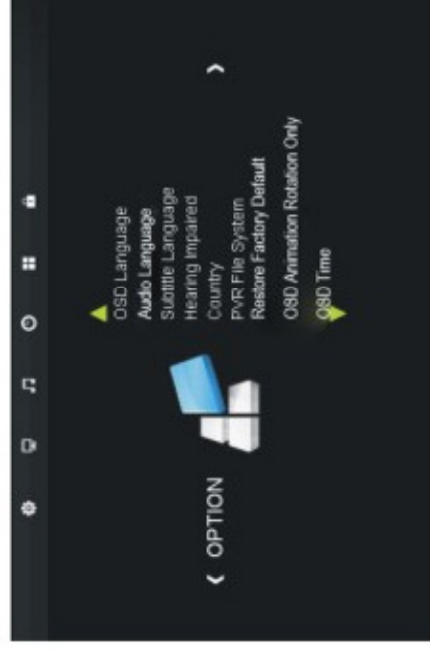 OPTION
OSD Language
Audio Language
Subtitle Language
Hearing Impaired
Country
PVR File System
Restore Factory Default
OSD Animation Rotation Only
OSD Time